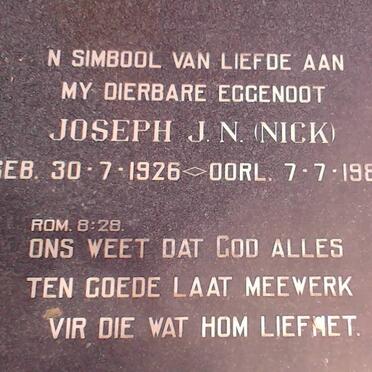 N SIMBOOL VAN LIEFDE AAN
MY DIERBARE EGGENOOT
JOSEPH J. N. (NICK)
GEB. 30-7-1926 ◇ OORL. 7-7-198
ROM. 8:28.
ONS WEET DAT GOD ALLES
TEN GOEDE LAAT MEEWERK
VIR DIE WAT HOM LIEFHET.